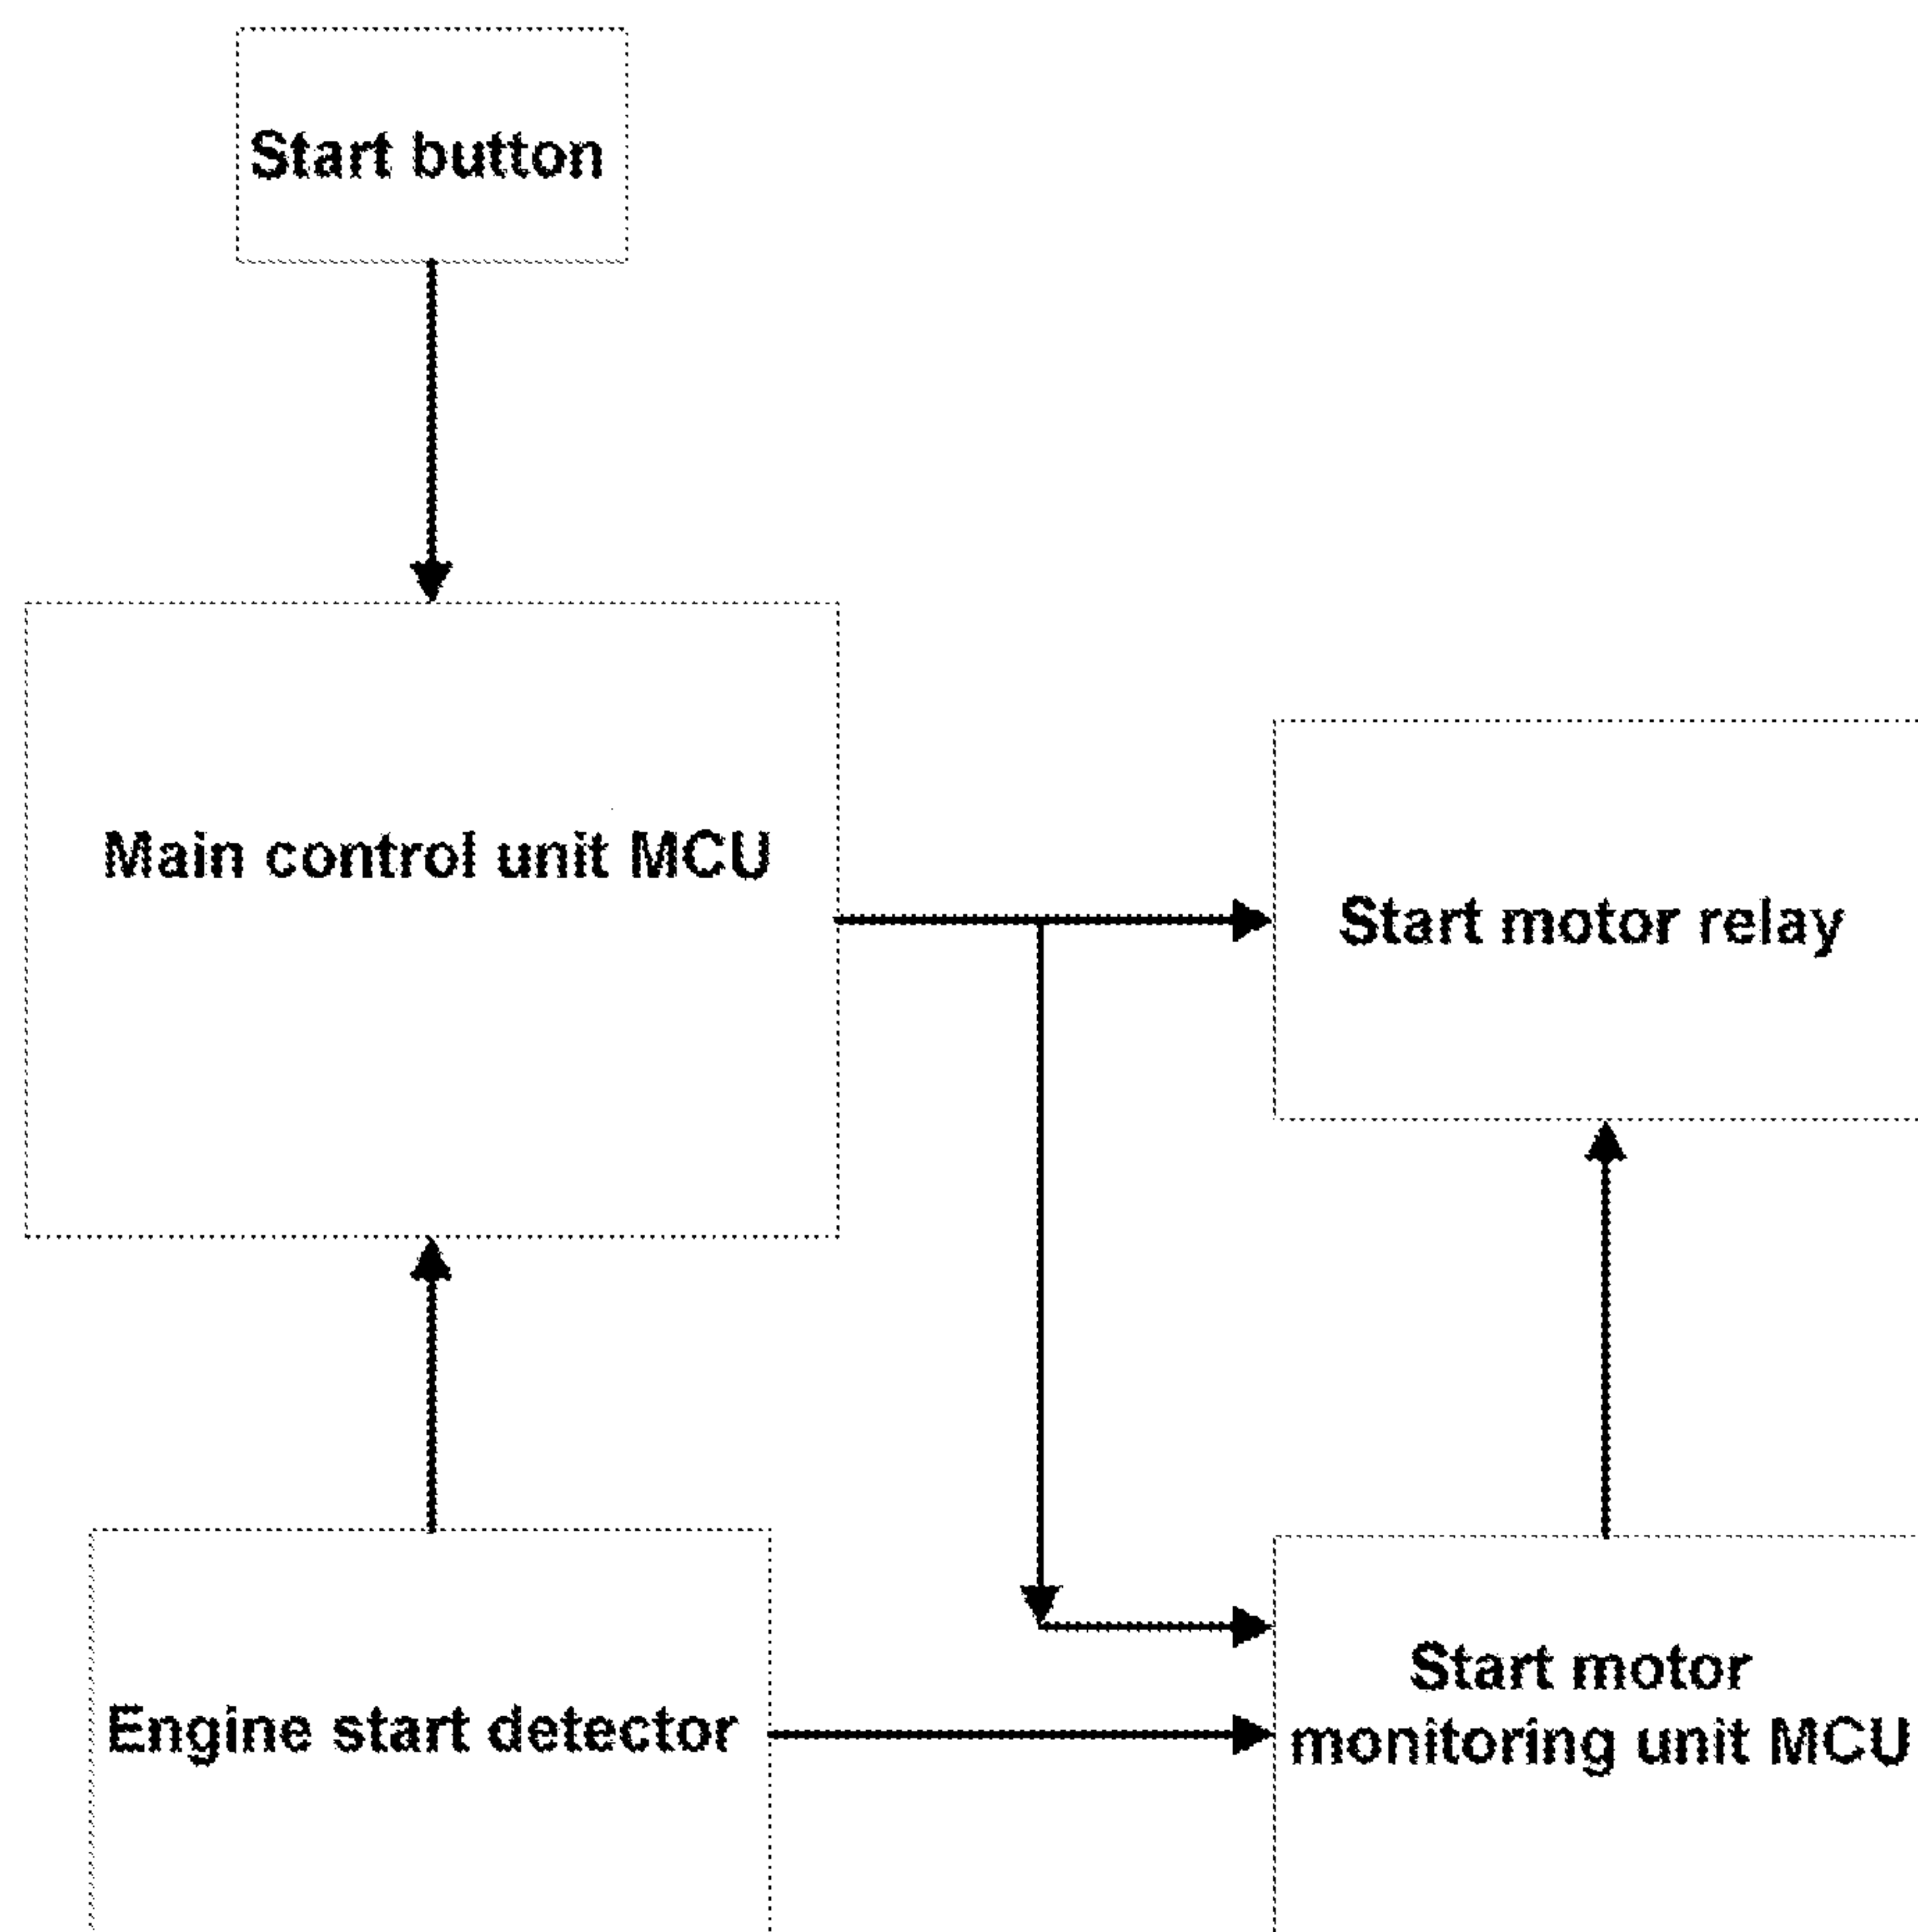 Start button
Main control unit MCU
Start motor relay
Engine start detector
Start motor
monitoring unit MCU